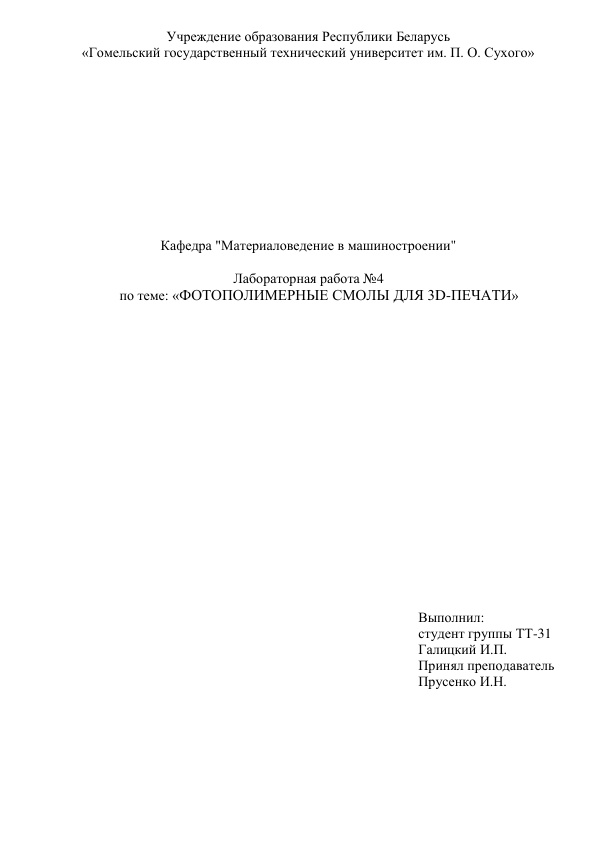 Учреждение образования Республики Беларусь
«Гомельский государственный технический университет им. П. О. Сухого»
Кафедра "Материаловедение в машиностроении"
Лабораторная работа №4
по теме: «ФОТОПОЛИМЕРНЫЕ СМОЛЫ ДЛЯ 3D-ПЕЧАТИ»
Выполнил:
студент группы ТТ-31
Галицкий И.П.
Принял преподаватель
Прусенко И.Н.